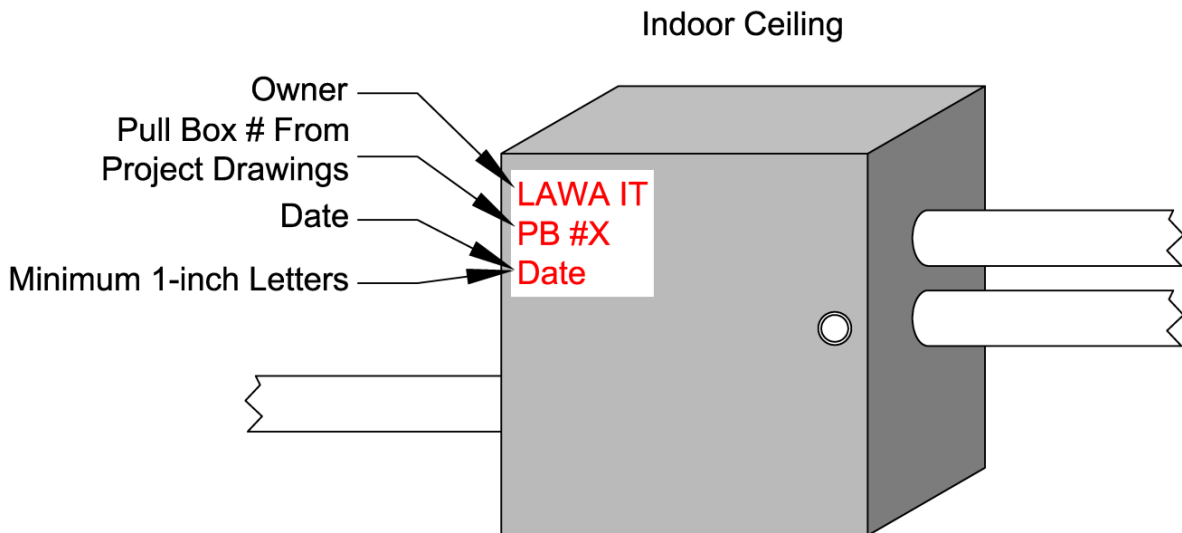 Indoor Ceiling
Owner
Pull Box # From
Project Drawings
Date
Minimum 1-inch Letters
LAWA IT
PB #X
Date